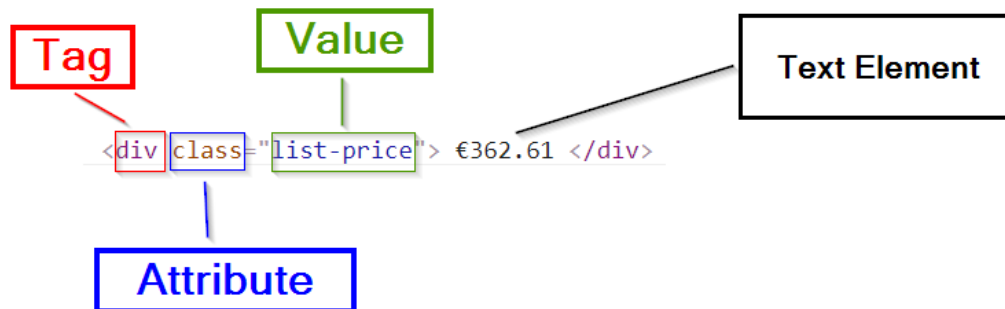 Tag
Value
Text Element
<div class="list-price"> €362.61 </div>
Attribute